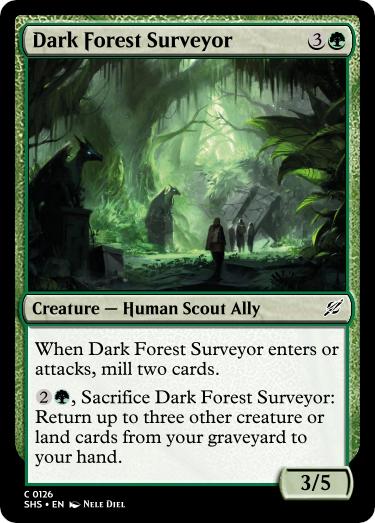 Dark Forest Surveyor 3
Creature — Human Scout Ally
When Dark Forest Surveyor enters or
attacks, mill two cards.
2, Sacrifice Dark Forest Surveyor:
Return up to three other creature or
land cards from your graveyard to
your hand.
3/5
C 0126
SHS • EN Nele Diel